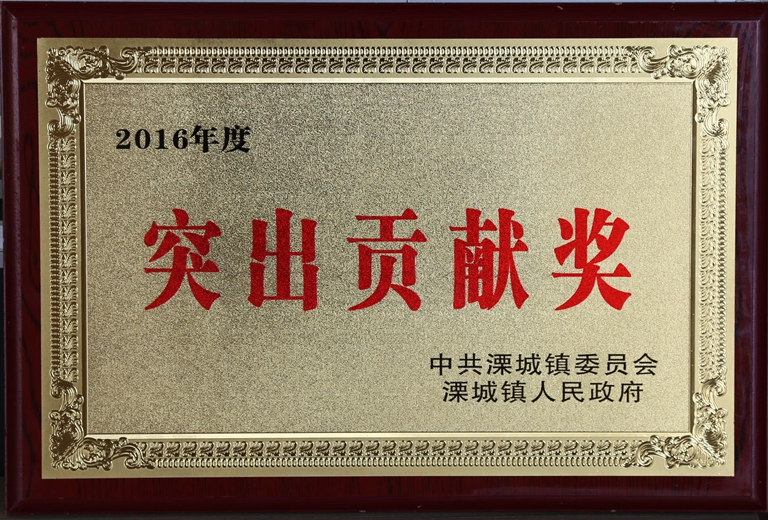 2016年度
突出贡献奖
中共溧城镇委员会
溧城镇人民政府